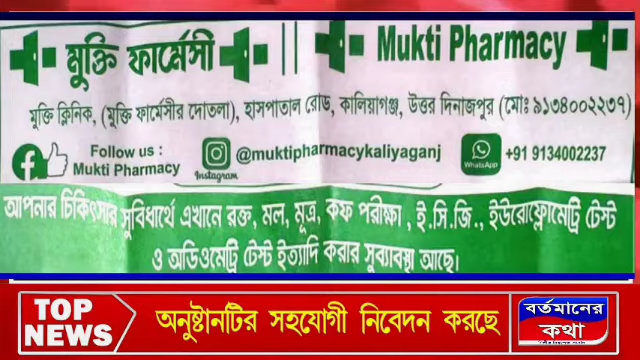 মুক্তি ফার্মেসী || Mukti Pharmacy
মুক্তি ক্লিনিক, (মুক্তি ফার্মেসীর দোতলা), হাসপাতাল রোড, কালিয়াগঞ্জ, উত্তর দিনাজপুর (মোঃ ৯১৩৪০০২২৩৭)
Follow us :
Mukti Pharmacy
Instagram
@muktipharmacykaliyaganj
WhatsApp
+91 9134002237
আপনার চিকিৎসার সুবিধার্থে এখানে রক্ত, মল, মূত্র, কফ পরীক্ষা, ই.সি.জি., ইউরোফ্লোমেট্রি টেস্ট
ও অডিওমেট্রি টেস্ট ইত্যাদি করার সুব্যাবস্থা আছে।
TOP
NEWS
অনুষ্টানটির সহযোগী নিবেদন করছে
বর্তমানের
কথা